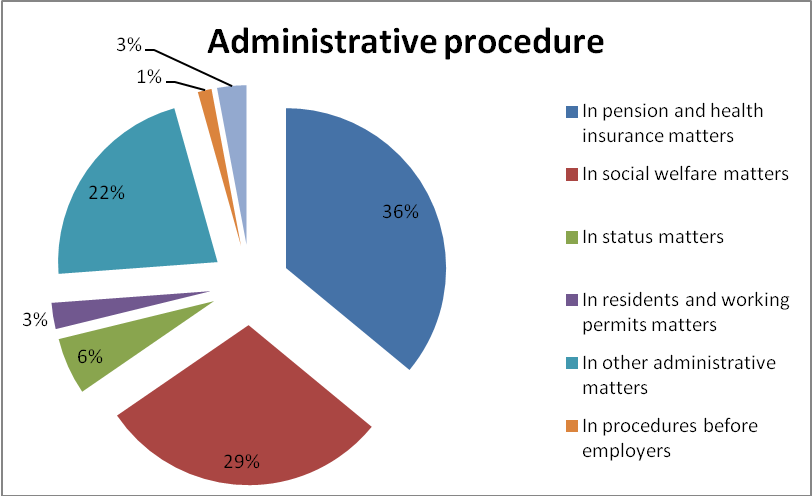 Administrative procedure
3%
1%
22%
36%
3%
6%
29%
In pension and health
insurance matters
In social welfare matters
In status matters
In residents and working
permits matters
In other administrative
matters
In procedures before
employers